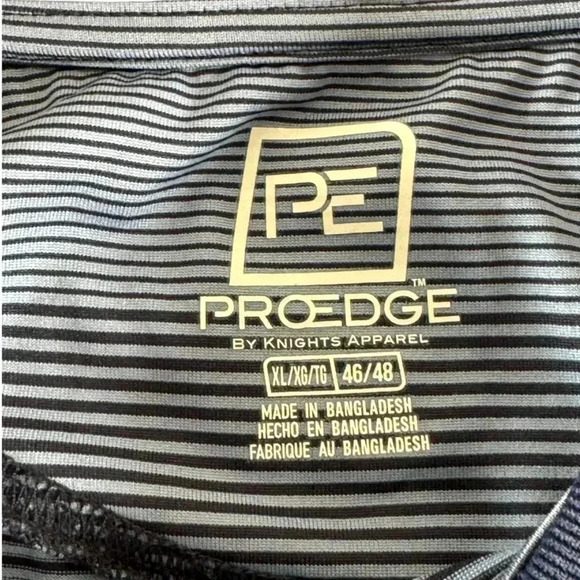 PE
PROEDGE™
BY KNIGHTS APPAREL
XL/XG/TG 46/48
MADE IN BANGLADESH
HECHO EN BANGLADESH
FABRIQUE AU BANGLADESH